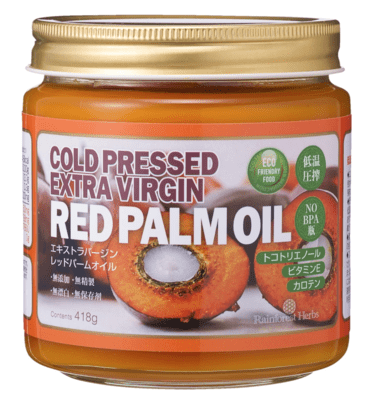 COLD PRESSED
EXTRA VIRGIN
RED PALM OIL
エキストラバージン
レッドパームオイル
・無添加・無精製
・無漂白・無保存剤
Contents 418g
ECO
FRIENDLY
FOOD
低温
圧搾
NO
BPA
瓶
トコトリエノール
ビタミンE
カロテン
Rainforest Herbs